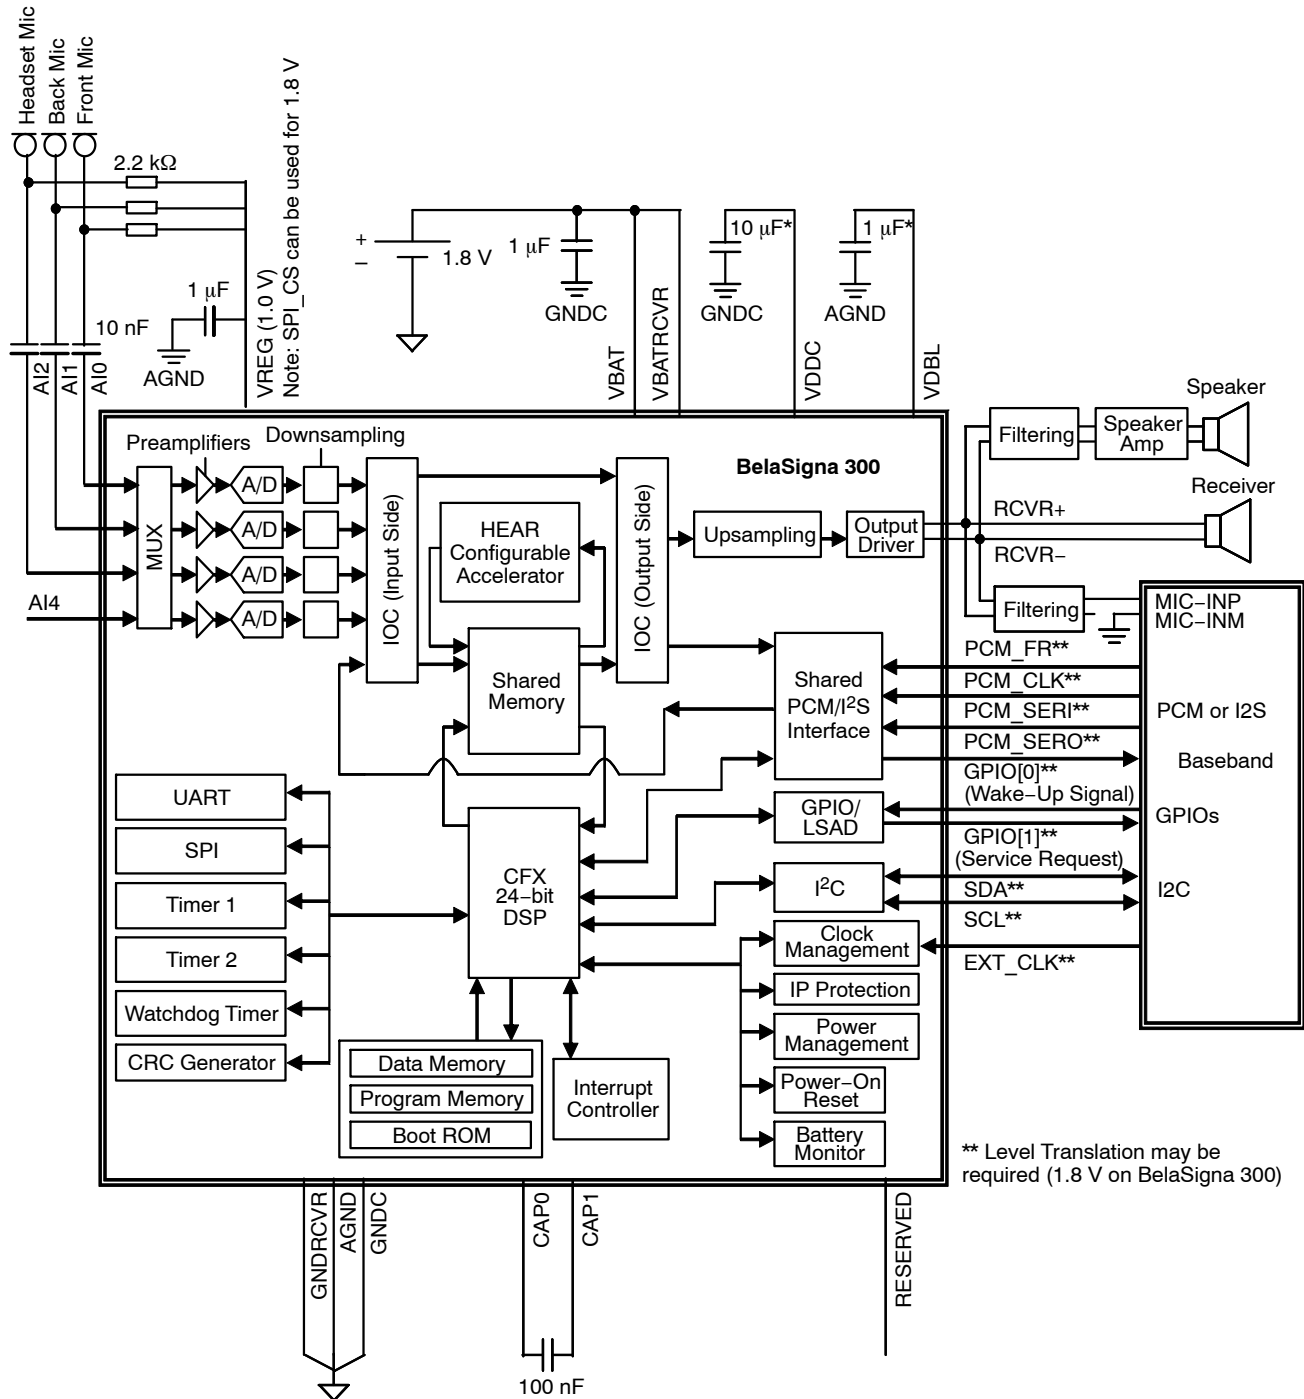 Headset Mic
Back Mic
Front Mic
2.2 kΩ
VREG (1.0 V)
Note: SPI_CS can be used for 1.8 V
1 μF
AGND
10 nF
AI2
AI1
AI0
+
−
1.8 V
1 μF
GNDC
VBAT
VBATRCVR
10 μF*
GNDC
VDDC
1 μF*
AGND
VDBL
BelaSigna 300
Preamplifiers
Downsampling
MUX
A/D
A/D
A/D
A/D
AI4
IOC (Input Side)
HEAR
Configurable
Accelerator
Shared
Memory
IOC (Output Side)
Upsampling
Output
Driver
Filtering
Speaker
Amp
Speaker
Receiver
RCVR+
RCVR−
Filtering
MIC−INP
MIC−INM
Shared
PCM/I2S
Interface
PCM_FR**
PCM_CLK**
PCM_SERI**
PCM_SERO**
PCM or I2S
Baseband
GPIO[0]**
(Wake−Up Signal)
GPIO/
LSAD
GPIOs
GPIO[1]**
(Service Request)
I2C
SDA**
SCL**
I2C
Clock
Management
EXT_CLK**
IP Protection
Power
Management
Power−On
Reset
Battery
Monitor
UART
SPI
Timer 1
Timer 2
Watchdog Timer
CRC Generator
CFX
24−bit
DSP
Data Memory
Program Memory
Boot ROM
Interrupt
Controller
** Level Translation may be
required (1.8 V on BelaSigna 300)
GNDRCVR
AGND
GNDC
CAP0
CAP1
100 nF
RESERVED